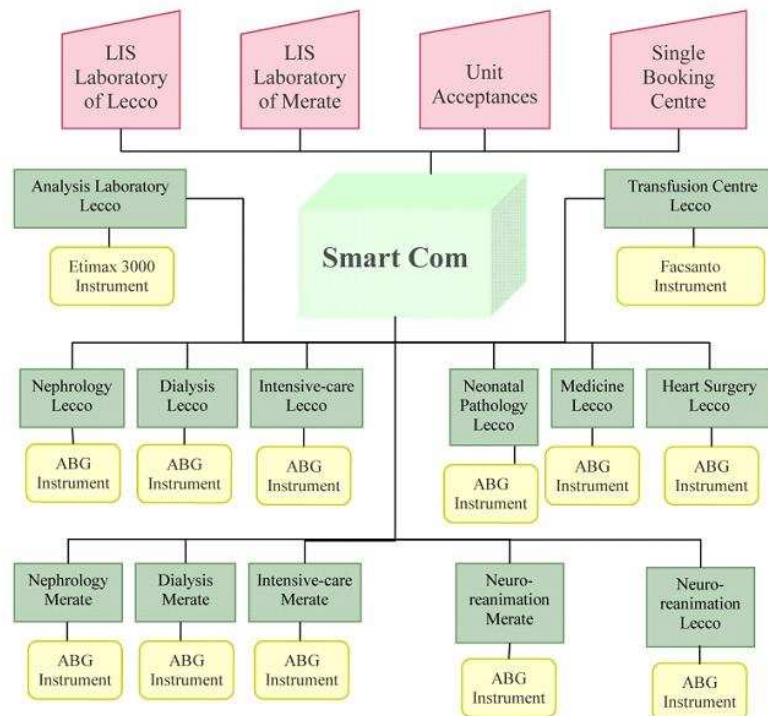 LIS
Laboratory
of Lecco
LIS
Laboratory
of Merate
Unit
Acceptances
Single
Booking
Centre
Analysis Laboratory
Lecco
Transfusion Centre
Lecco
Smart Com
Etimax 3000
Instrument
Facsanto
Instrument
Nephrology
Lecco
Dialysis
Lecco
Intensive-care
Lecco
Neonatal
Pathology
Lecco
Medicine
Lecco
Heart Surgery
Lecco
ABG
Instrument
ABG
Instrument
ABG
Instrument
ABG
Instrument
ABG
Instrument
ABG
Instrument
Nephrology
Merate
Dialysis
Merate
Intensive-care
Merate
Neuro-
reanimation
Merate
Neuro-
reanimation
Lecco
ABG
Instrument
ABG
Instrument
ABG
Instrument
ABG
Instrument
ABG
Instrument